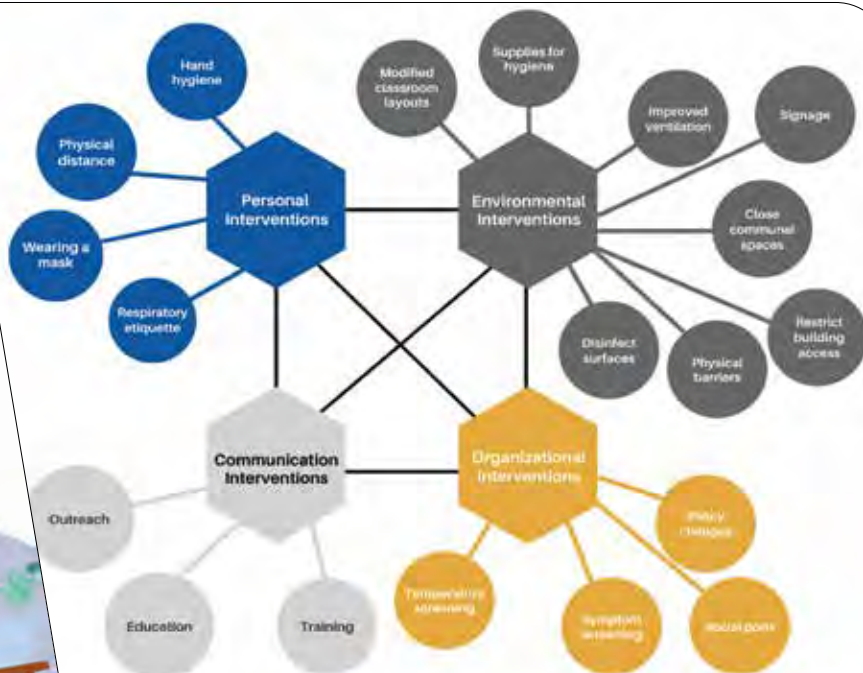 Hand
hygiene
Physical
distance
Wearing a
mask
Respiratory
etiquette
Personal
Interventions
Modified
classroom
layouts
Supplies for
hygiene
Improved
ventilation
Signage
Close
communal
spaces
Restrict
building
access
Physical
barriers
Disinfect
surfaces
Environmental
Interventions
Communication
Interventions
Outreach
Education
Training
Organizational
Interventions
Temperature
screening
Symptom
screening
Social pods
Policy
changes